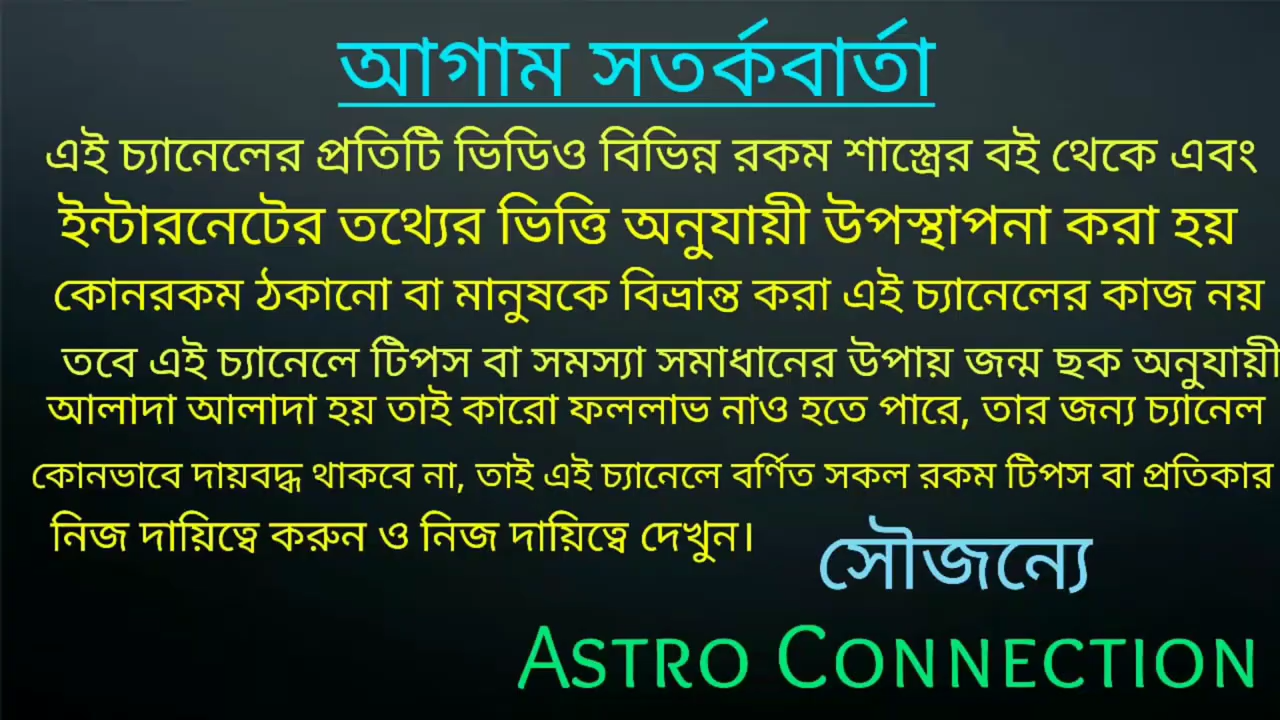 আগাম সতর্কবার্তা
এই চ্যানেলের প্রতিটি ভিডিও বিভিন্ন রকম শাস্ত্রের বই থেকে এবং
ইন্টারনেটের তথ্যের ভিত্তি অনুযায়ী উপস্থাপনা করা হয়
কোনরকম ঠকানো বা মানুষকে বিভ্রান্ত করা এই চ্যানেলের কাজ নয়
তবে এই চ্যানেলে টিপস বা সমস্যা সমাধানের উপায় জন্ম ছক অনুযায়ী
আলাদা আলাদা হয় তাই কারো ফললাভ নাও হতে পারে, তার জন্য চ্যানেল
কোনভাবে দায়বদ্ধ থাকবে না, তাই এই চ্যানেলে বর্ণিত সকল রকম টিপস বা প্রতিকার
নিজ দায়িত্বে করুন ও নিজ দায়িত্বে দেখুন।
সৌজন্যে
ASTRO CONNECTION